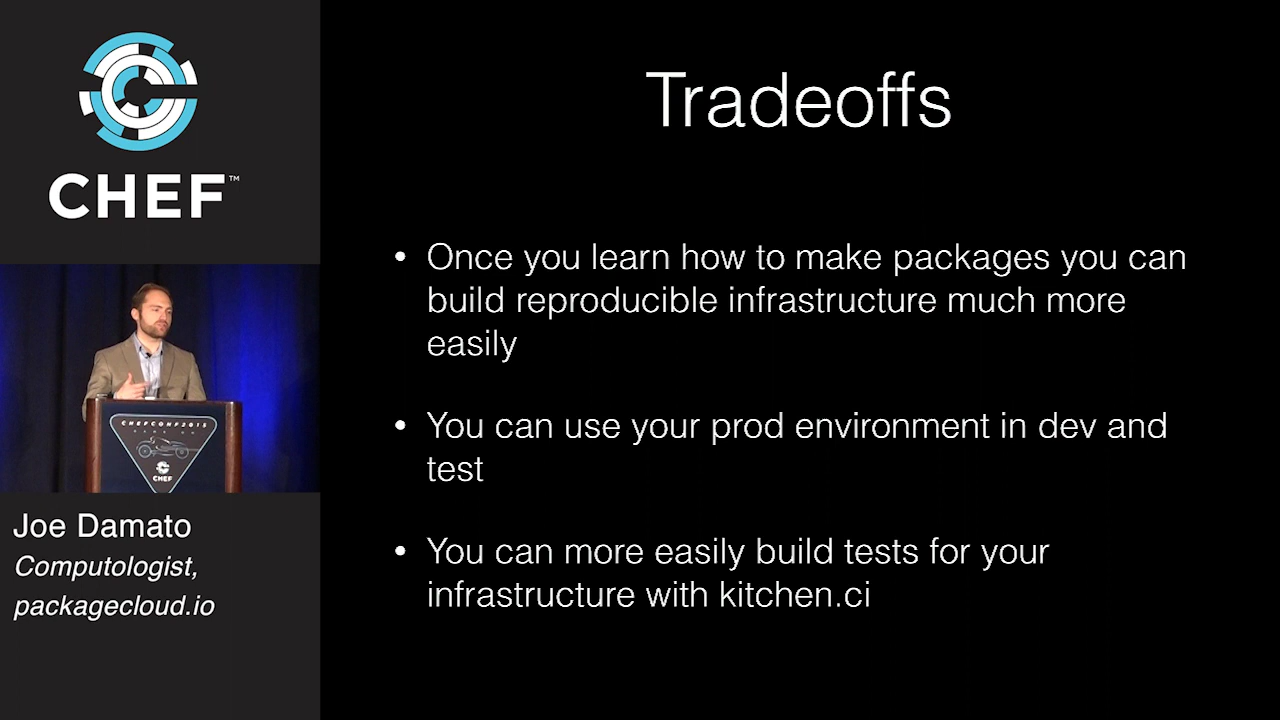 CHEF™
CHEFCONF2015
CHEF
Joe Damato
Computologist,
packagecloud.io
Tradeoffs
• Once you learn how to make packages you can
build reproducible infrastructure much more
easily
• You can use your prod environment in dev and
test
• You can more easily build tests for your
infrastructure with kitchen.ci